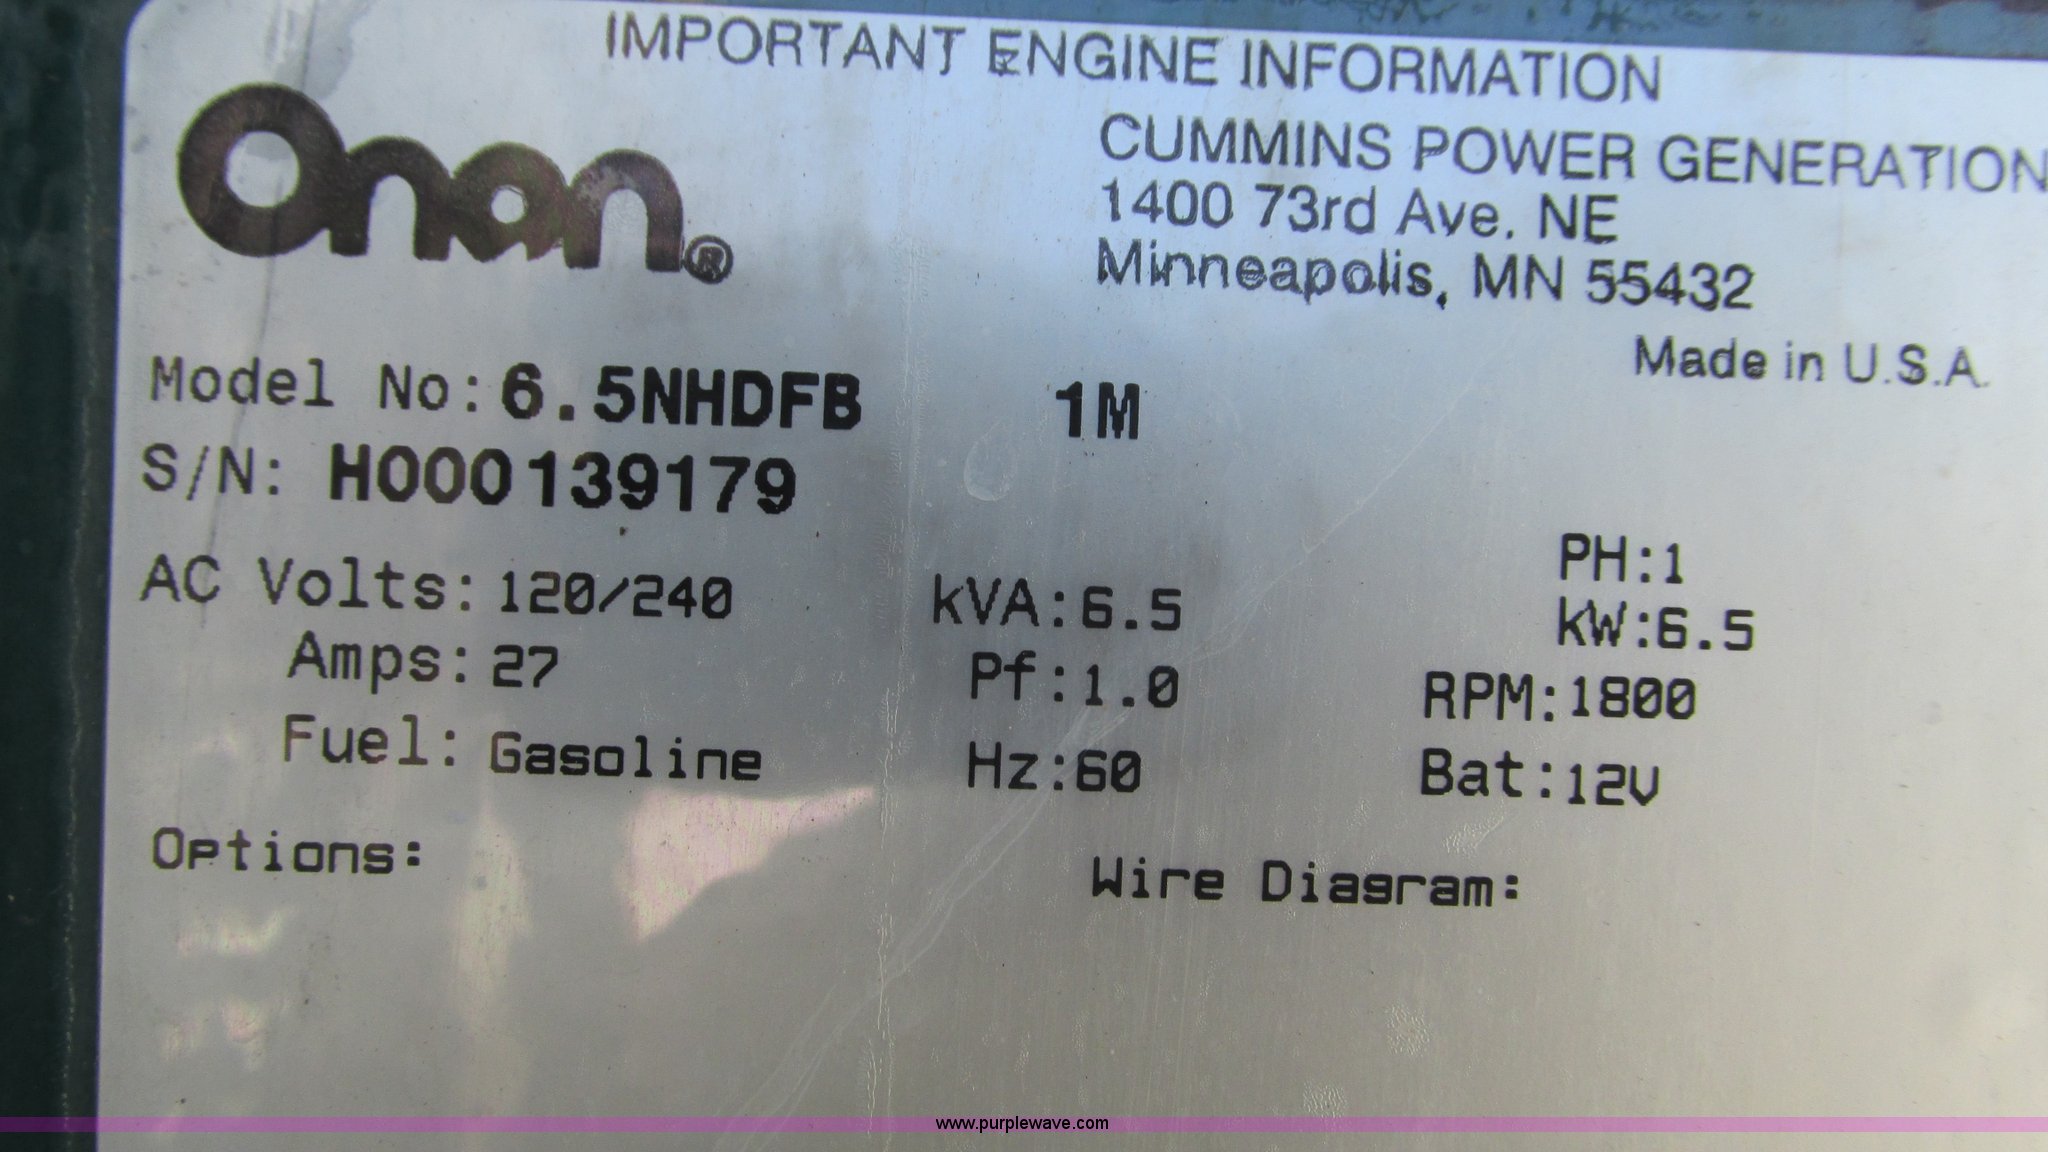 IMPORTANT ENGINE INFORMATION
Onan®
CUMMINS POWER GENERATION
1400 73rd Ave. NE
Minneapolis, MN 55432
Made in U.S.A.
Model No: 6.5NHDFB 1M
S/N: H000139179
PH:1
AC Volts: 120/240 kVA:6.5 kW:6.5
Amps: 27 Pf:1.0 RPM:1800
Fuel: Gasoline Hz:60 Bat:12V
Options: Wire Diagram:
www.purplewave.com